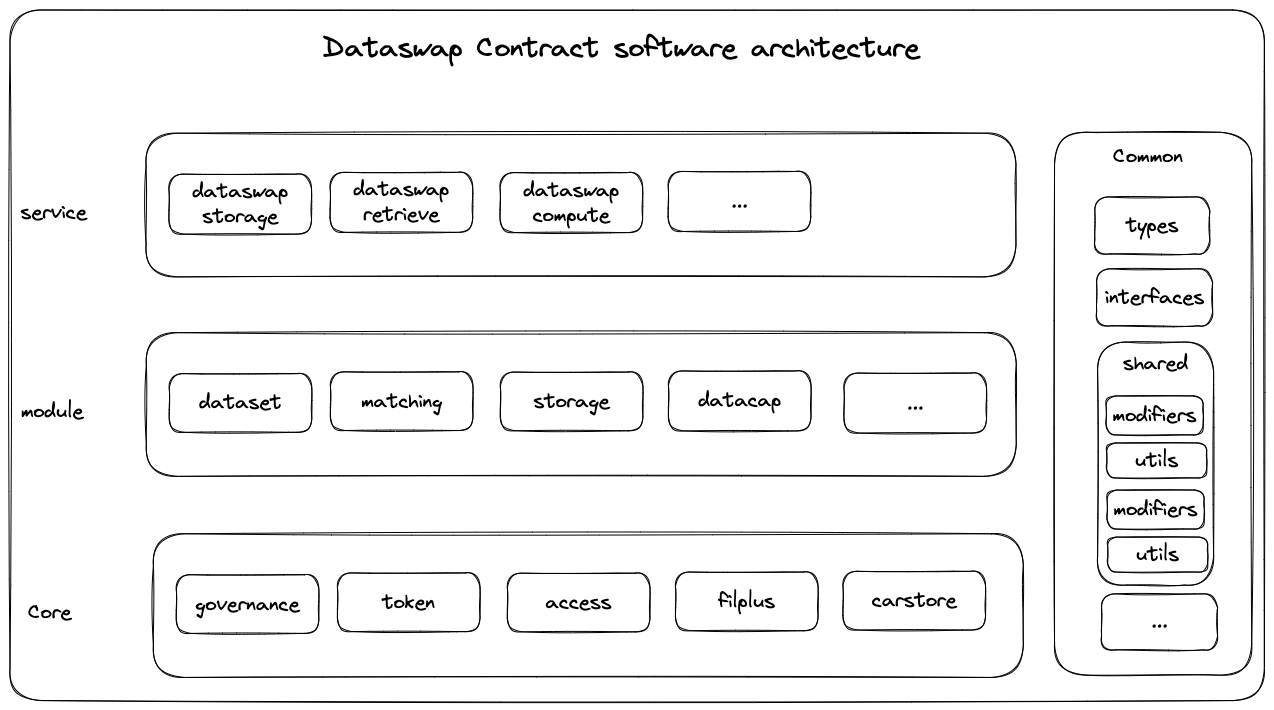 Dataswap Contract software architecture
service
dataswap
storage
dataswap
retrieve
dataswap
compute
...
module
dataset
matching
storage
datacap
...
Core
governance
token
access
filplus
carstore
Common
types
interfaces
shared
modifiers
utils
modifiers
utils
...